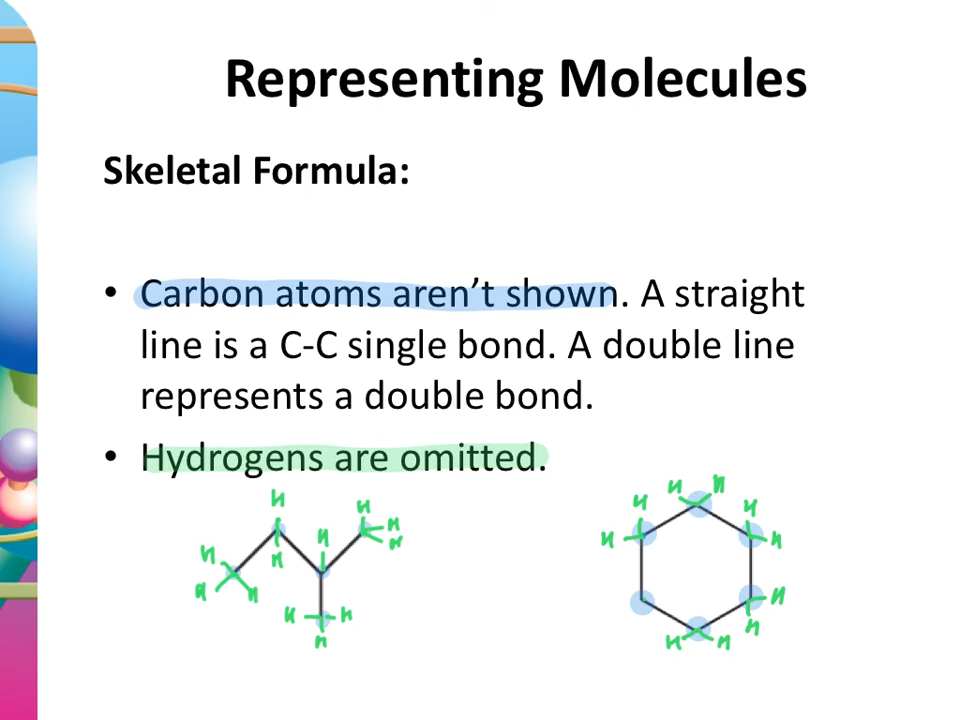 Representing Molecules
Skeletal Formula:
• Carbon atoms aren't shown. A straight
line is a C-C single bond. A double line
represents a double bond.
• Hydrogens are omitted.
H H H H H
H H H H H
H H H H
H H H
H H H H
H H H